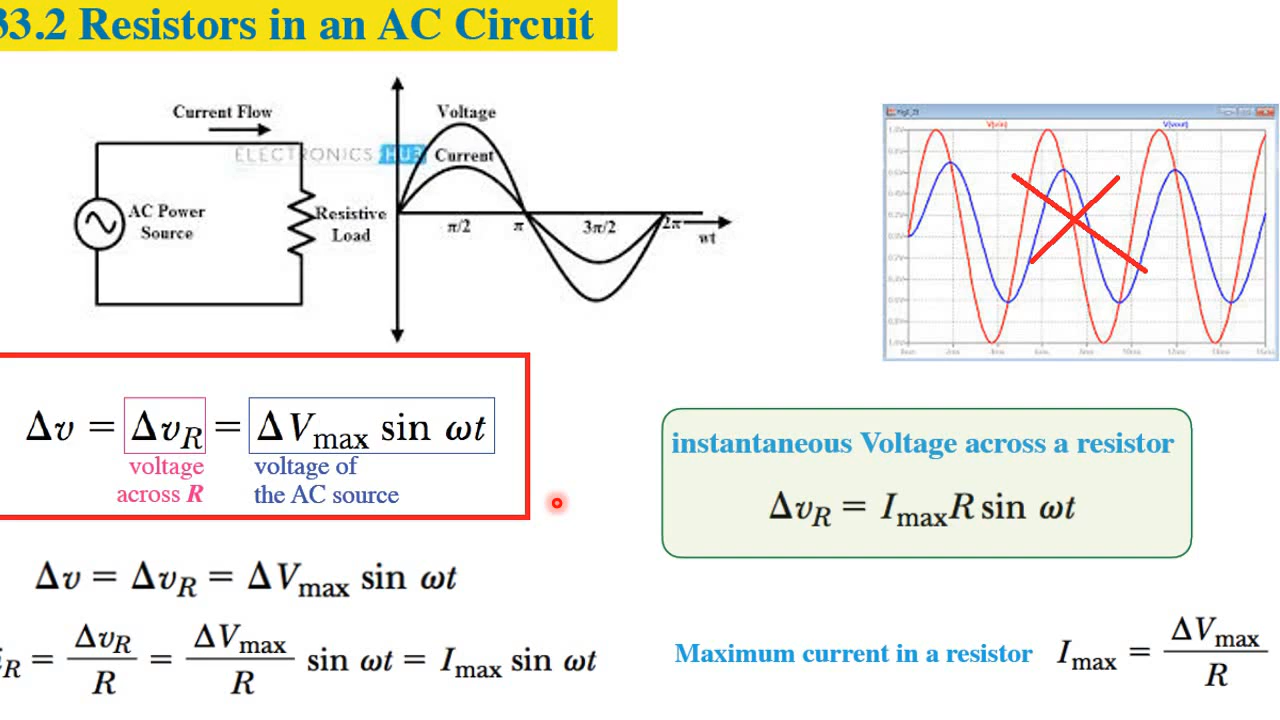 33.2 Resistors in an AC Circuit
Current Flow
Voltage
ELECTRONICS HUB
Current
AC Power
Source
Resistive
Load
π/2
π
3π/2
2π
wt
V(vin)
V(vout)
Δv = Δv_R = ΔV_max sin ωt
voltage
across R
voltage of
the AC source
instantaneous Voltage across a resistor
Δv_R = I_max R sin ωt
Δv = Δv_R = ΔV_max sin ωt
i_R = Δv_R / R = ΔV_max / R sin ωt = I_max sin ωt
Maximum current in a resistor I_max = ΔV_max / R